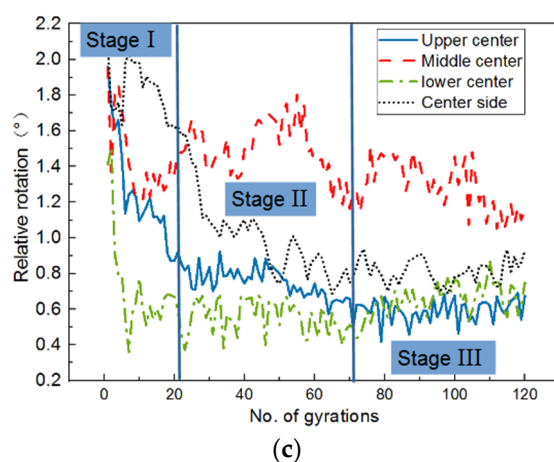 2.2
2.0
1.8
1.6
1.4
1.2
1.0
0.8
0.6
0.4
0.2
Relative rotation (°)
Stage Ⅰ
Stage Ⅱ
Stage Ⅲ
Upper center
Middle center
lower center
Center side
0 20 40 60 80 100 120
No. of gyrations
(c)